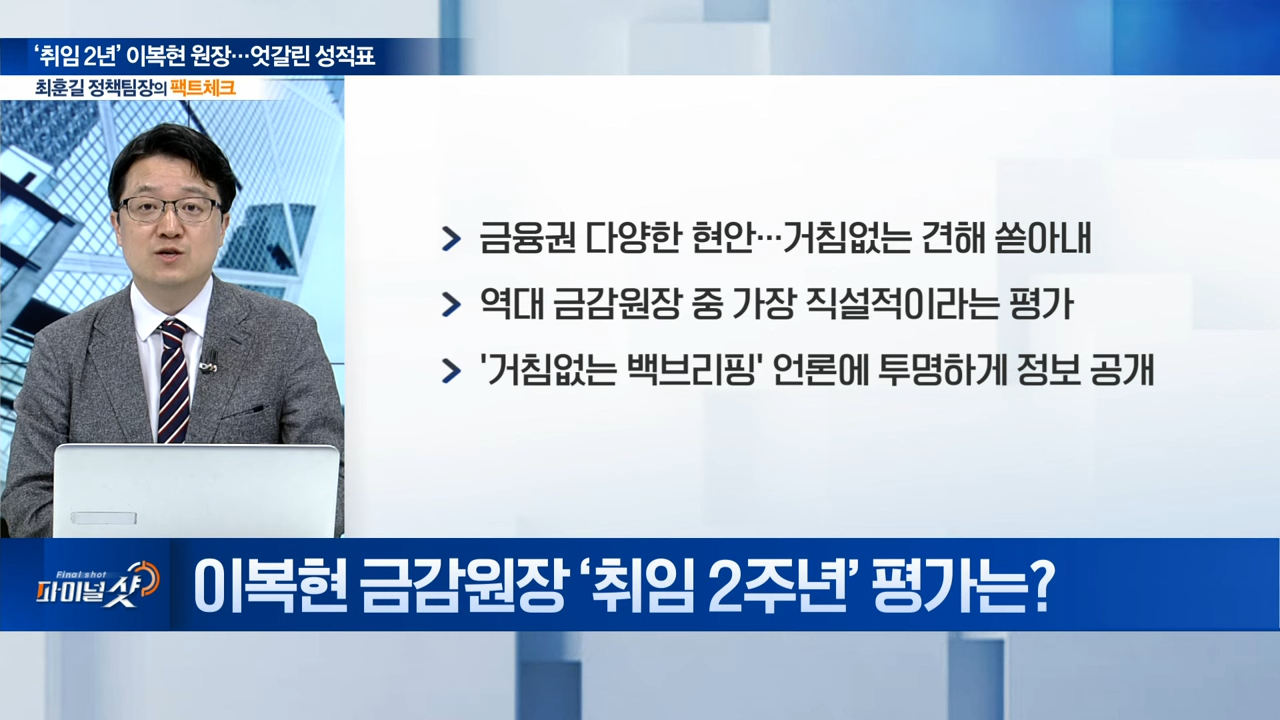 ‘취임 2년’ 이복현 원장…엇갈린 성적표
최훈길 정책팀장의 팩트체크
금융권 다양한 현안…거침없는 견해 쏟아내
역대 금감원장 중 가장 직설적이라는 평가
'거침없는 백브리핑' 언론에 투명하게 정보 공개
Final shot
파이널샷
이복현 금감원장 ‘취임 2주년’ 평가는?